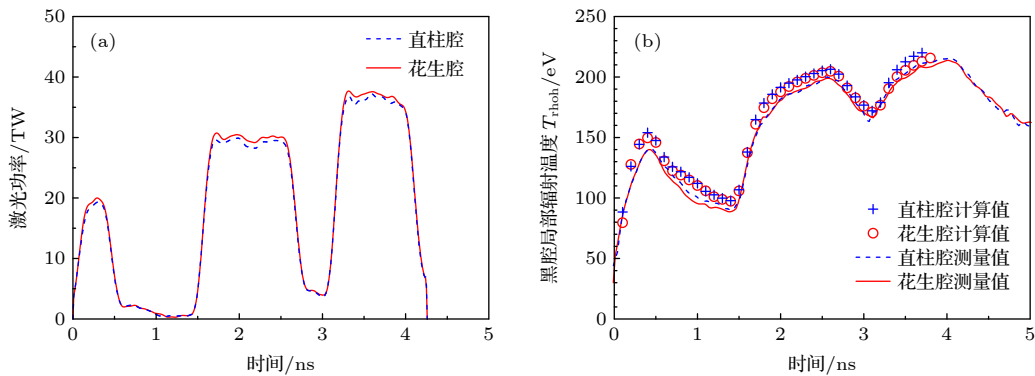 (a)
直柱腔
花生腔
激光功率/TW
50
40
30
20
10
0
0 1 2 3 4 5
时间/ns
(b)
直柱腔计算值
花生腔计算值
直柱腔测量值
花生腔测量值
黑腔局部辐射温度 Trhoh/eV
250
200
150
100
50
0
0 1 2 3 4 5
时间/ns